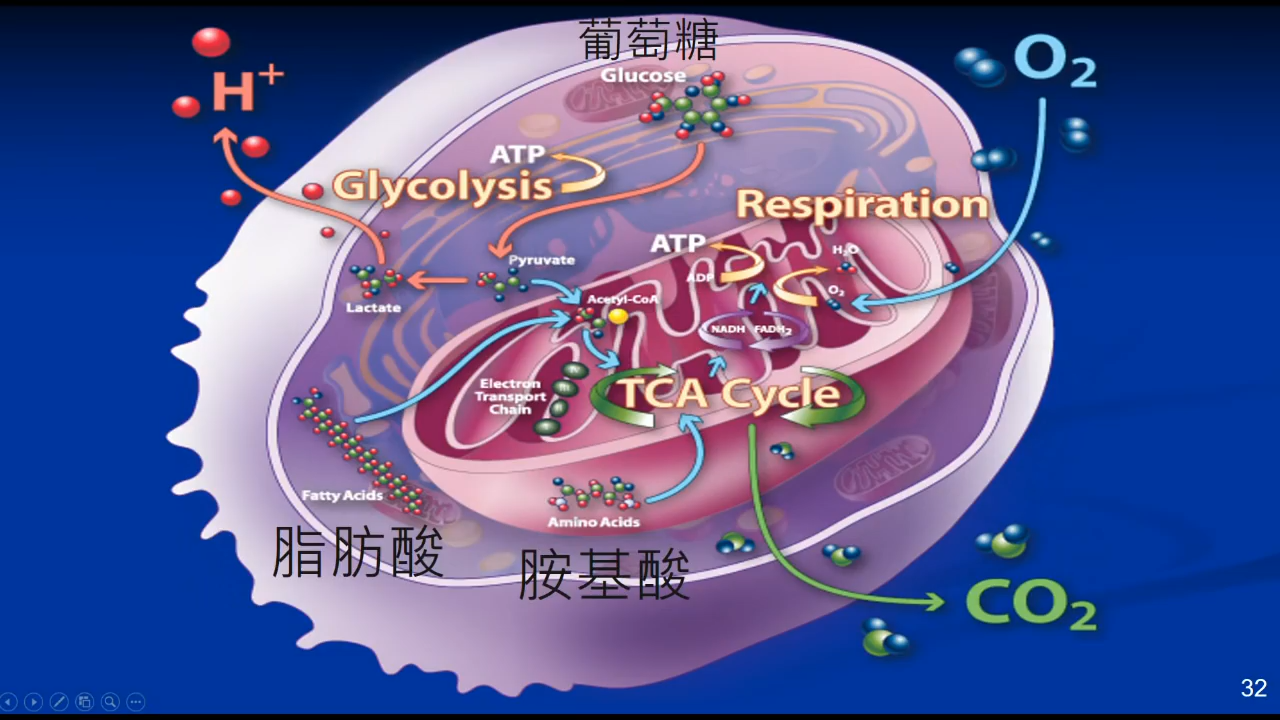 葡萄糖
Glucose
H+
O2
ATP
Glycolysis
Respiration
ATP
H2O
ADP
O2
Pyruvate
Lactate
Acetyl-CoA
NADH FADH2
Electron
Transport
Chain
TCA Cycle
Fatty Acids
Amino Acids
脂肪酸
胺基酸
CO2
32